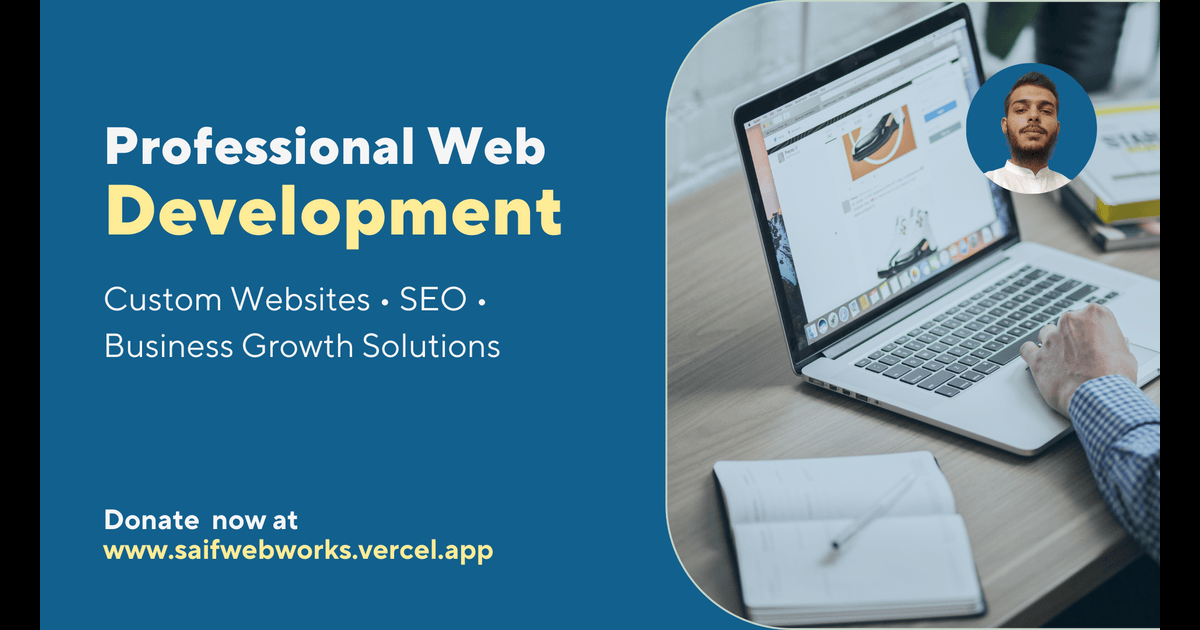 Professional Web
Development
Custom Websites • SEO •
Business Growth Solutions
Donate  now at
www.saifwebworks.vercel.app